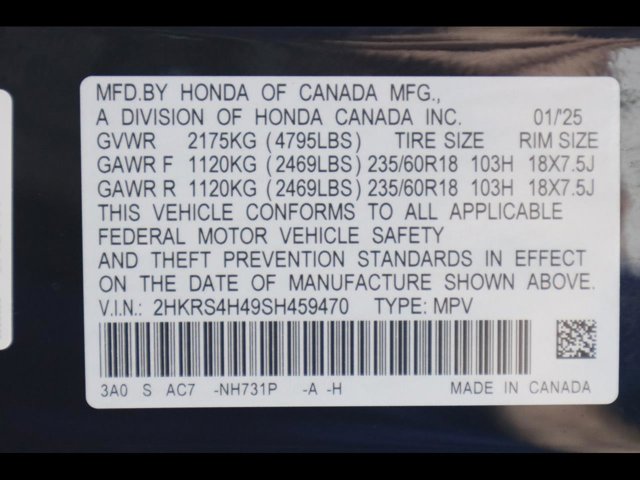 MFD.BY HONDA OF CANADA MFG.,
A DIVISION OF HONDA CANADA INC. 01/'25
GVWR 2175KG (4795LBS) TIRE SIZE RIM SIZE
GAWR F 1120KG (2469LBS) 235/60R18 103H 18X7.5J
GAWR R 1120KG (2469LBS) 235/60R18 103H 18X7.5J
THIS VEHICLE CONFORMS TO ALL APPLICABLE
FEDERAL MOTOR VEHICLE SAFETY
AND THEFT PREVENTION STANDARDS IN EFFECT
ON THE DATE OF MANUFACTURE SHOWN ABOVE.
V.I.N.: 2HKRS4H49SH459470 TYPE: MPV
3A0 S AC7 -NH731P -A -H MADE IN CANADA